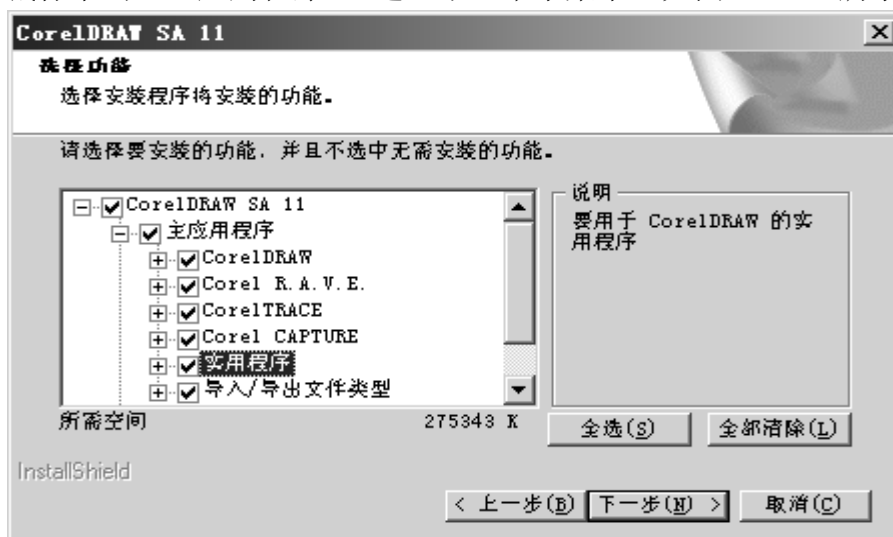 CorelDRAW SA 11
选择功能
选择安装程序将安装的功能。
请选择要安装的功能，并且不选中无需安装的功能。
CorelDRAW SA 11
主应用程序
CorelDRAW
Corel R.A.V.E.
CorelTRACE
Corel CAPTURE
实用程序
导入/导出文件类型
说明
要用于 CorelDRAW 的实
用程序
所需空间 275343 K
全选(S) 全部清除(L)
InstallShield
< 上一步(B) 下一步(N) > 取消(C)